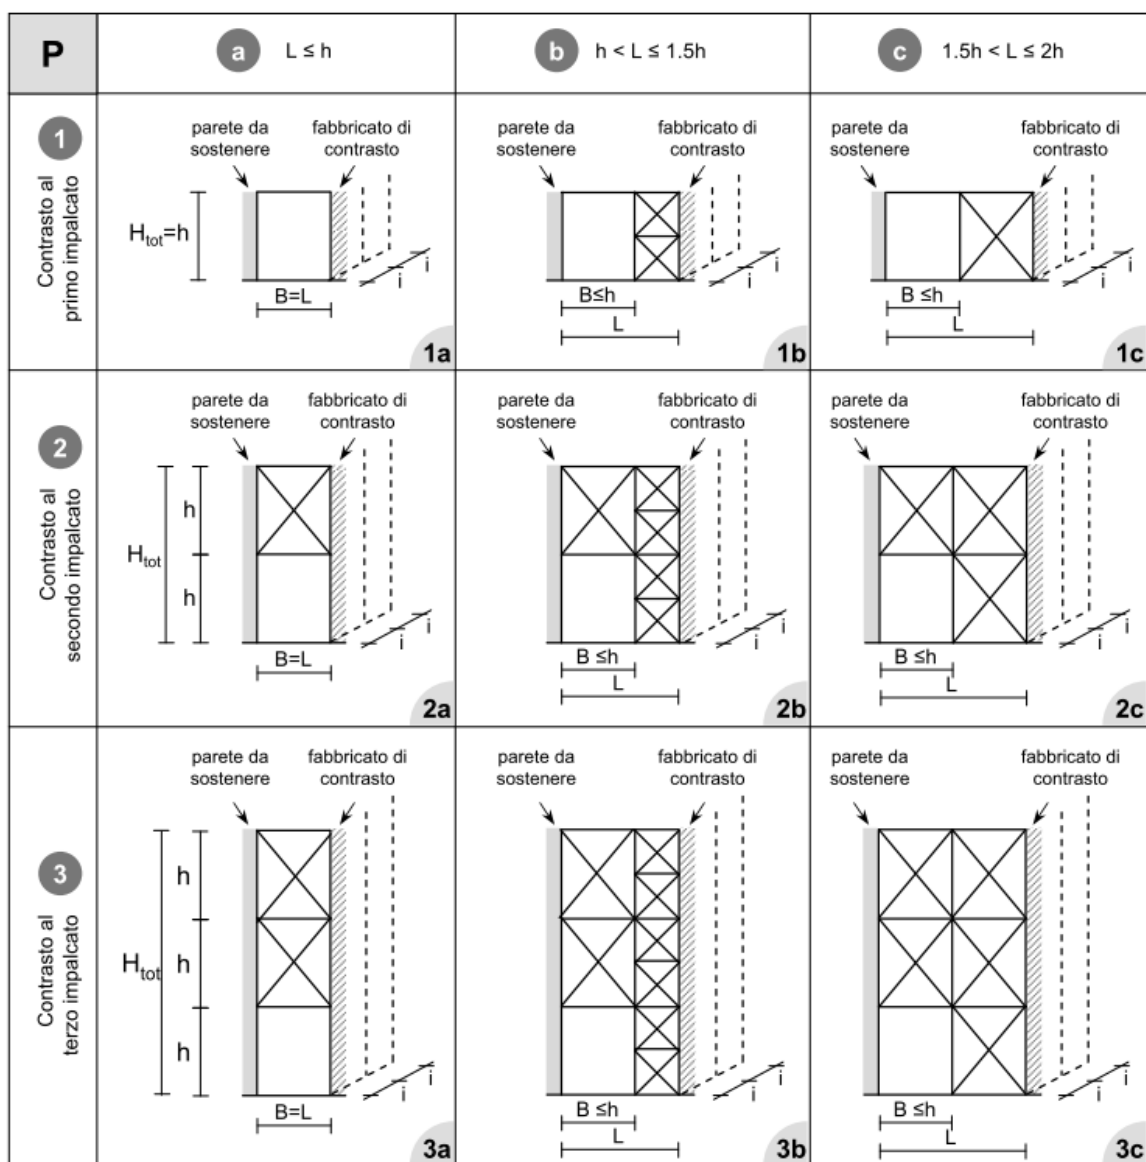 P
a L ≤ h
b h < L ≤ 1.5h
c 1.5h < L ≤ 2h
1
Contrasto al
primo impalcato
parete da
sostenere
fabbricato di
contrasto
Htot=h
i
i
B=L
1a
parete da
sostenere
fabbricato di
contrasto
i
i
B≤h
L
1b
parete da
sostenere
fabbricato di
contrasto
i
i
B ≤h
L
1c
2
Contrasto al
secondo impalcato
parete da
sostenere
fabbricato di
contrasto
h
Htot
h
i
i
B=L
2a
parete da
sostenere
fabbricato di
contrasto
i
i
B ≤h
L
2b
parete da
sostenere
fabbricato di
contrasto
i
i
B ≤h
L
2c
3
Contrasto al
terzo impalcato
parete da
sostenere
fabbricato di
contrasto
h
Htot
h
h
i
i
B=L
3a
parete da
sostenere
fabbricato di
contrasto
i
i
B ≤h
L
3b
parete da
sostenere
fabbricato di
contrasto
i
i
B ≤h
L
3c